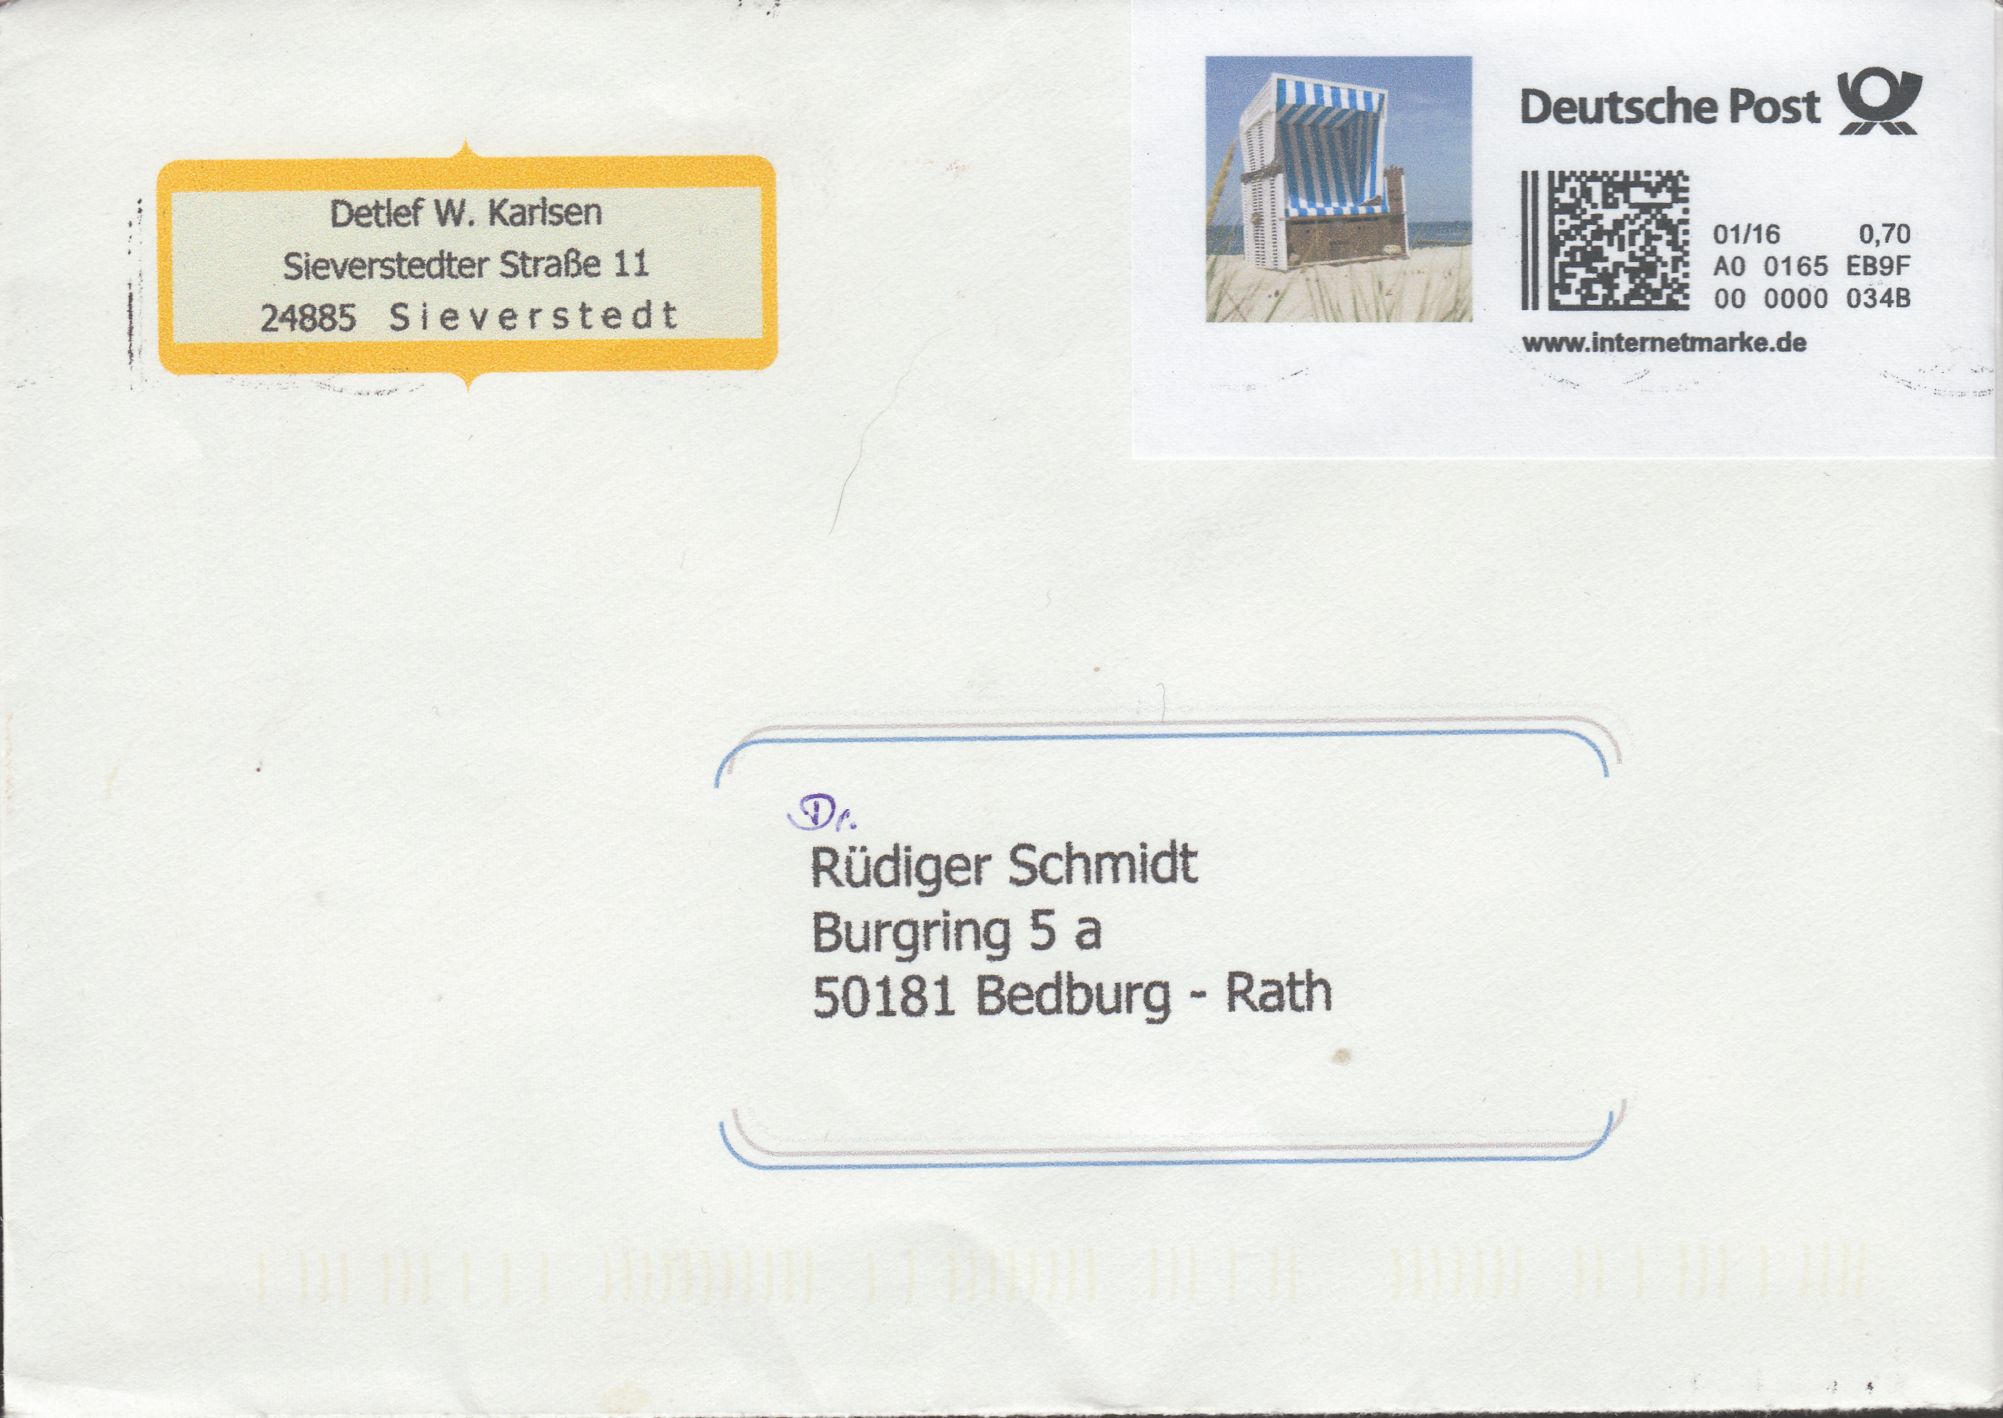 Detlef W. Karlsen
Sieverstedter Straße 11
24885 Sieverstedt
Deutsche Post
01/16 0,70
A0 0165 EB9F
00 0000 034B
www.internetmarke.de
Dr.
Rüdiger Schmidt
Burgring 5 a
50181 Bedburg - Rath